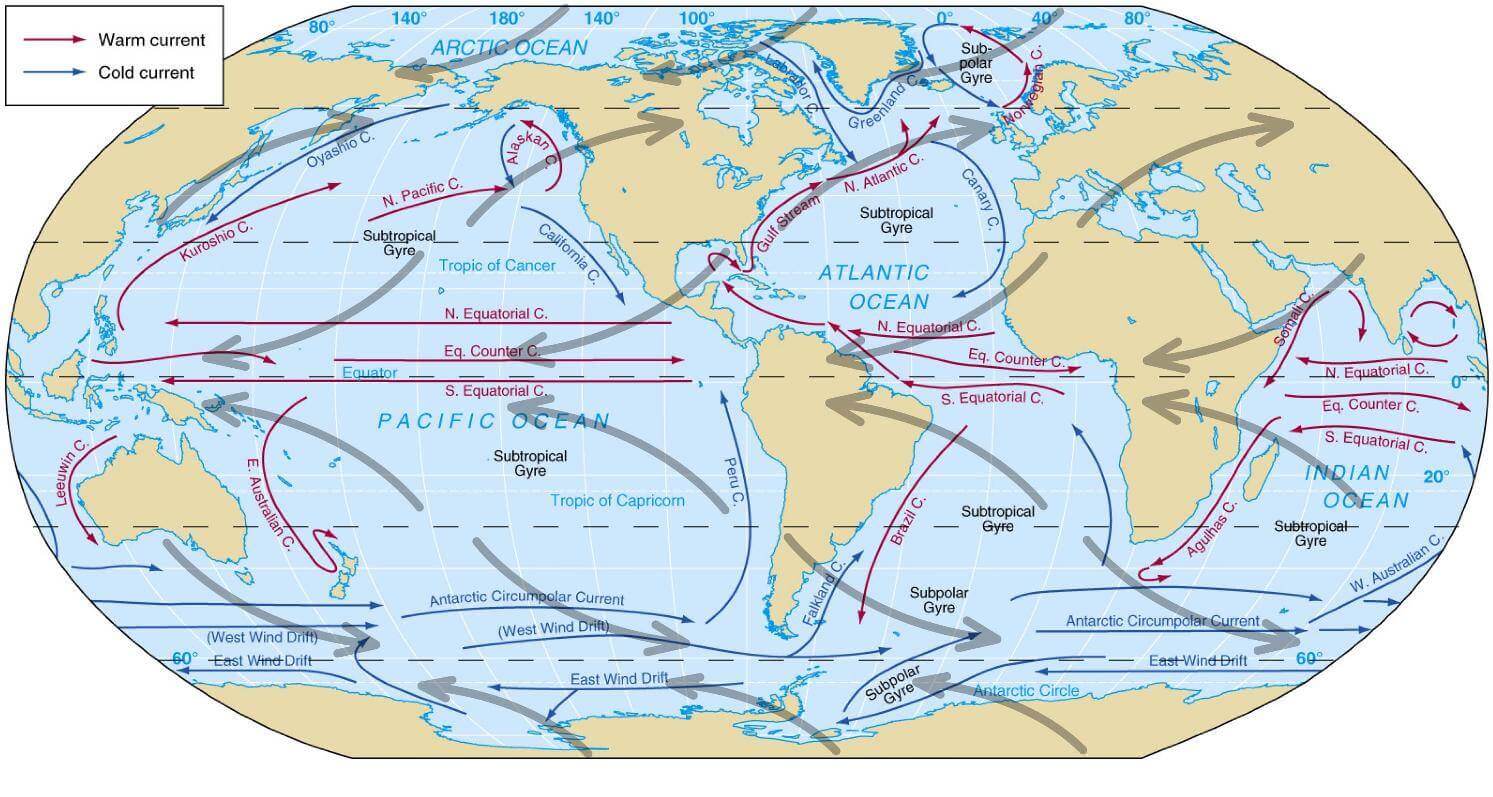 Warm current
Cold current
80°
140°
180°
140°
100°
0°
40°
80°
ARCTIC OCEAN
Sub-
polar
Gyre
Norwegian C.
Labrador C.
Greenland C.
Oyashio C.
Alaskan C.
N. Pacific C.
N. Atlantic C.
Canary C.
Kuroshio C.
Subtropical
Gyre
California C.
Gulf Stream
Subtropical
Gyre
Tropic of Cancer
ATLANTIC
OCEAN
N. Equatorial C.
N. Equatorial C.
Somali C.
Eq. Counter C.
Eq. Counter C.
N. Equatorial C.
Equator
0°
S. Equatorial C.
S. Equatorial C.
Eq. Counter C.
PACIFIC OCEAN
S. Equatorial C.
Leeuwin C.
E. Australian C.
Subtropical
Gyre
Peru C.
INDIAN
OCEAN
20°
Tropic of Capricorn
Brazil C.
Subtropical
Gyre
Agulhas C.
Subtropical
Gyre
W. Australian C.
Falkland C.
Subpolar
Gyre
Antarctic Circumpolar Current
(West Wind Drift)
(West Wind Drift)
Antarctic Circumpolar Current
60°
East Wind Drift
East Wind Drift
60°
East Wind Drift
Subpolar
Gyre
Antarctic Circle